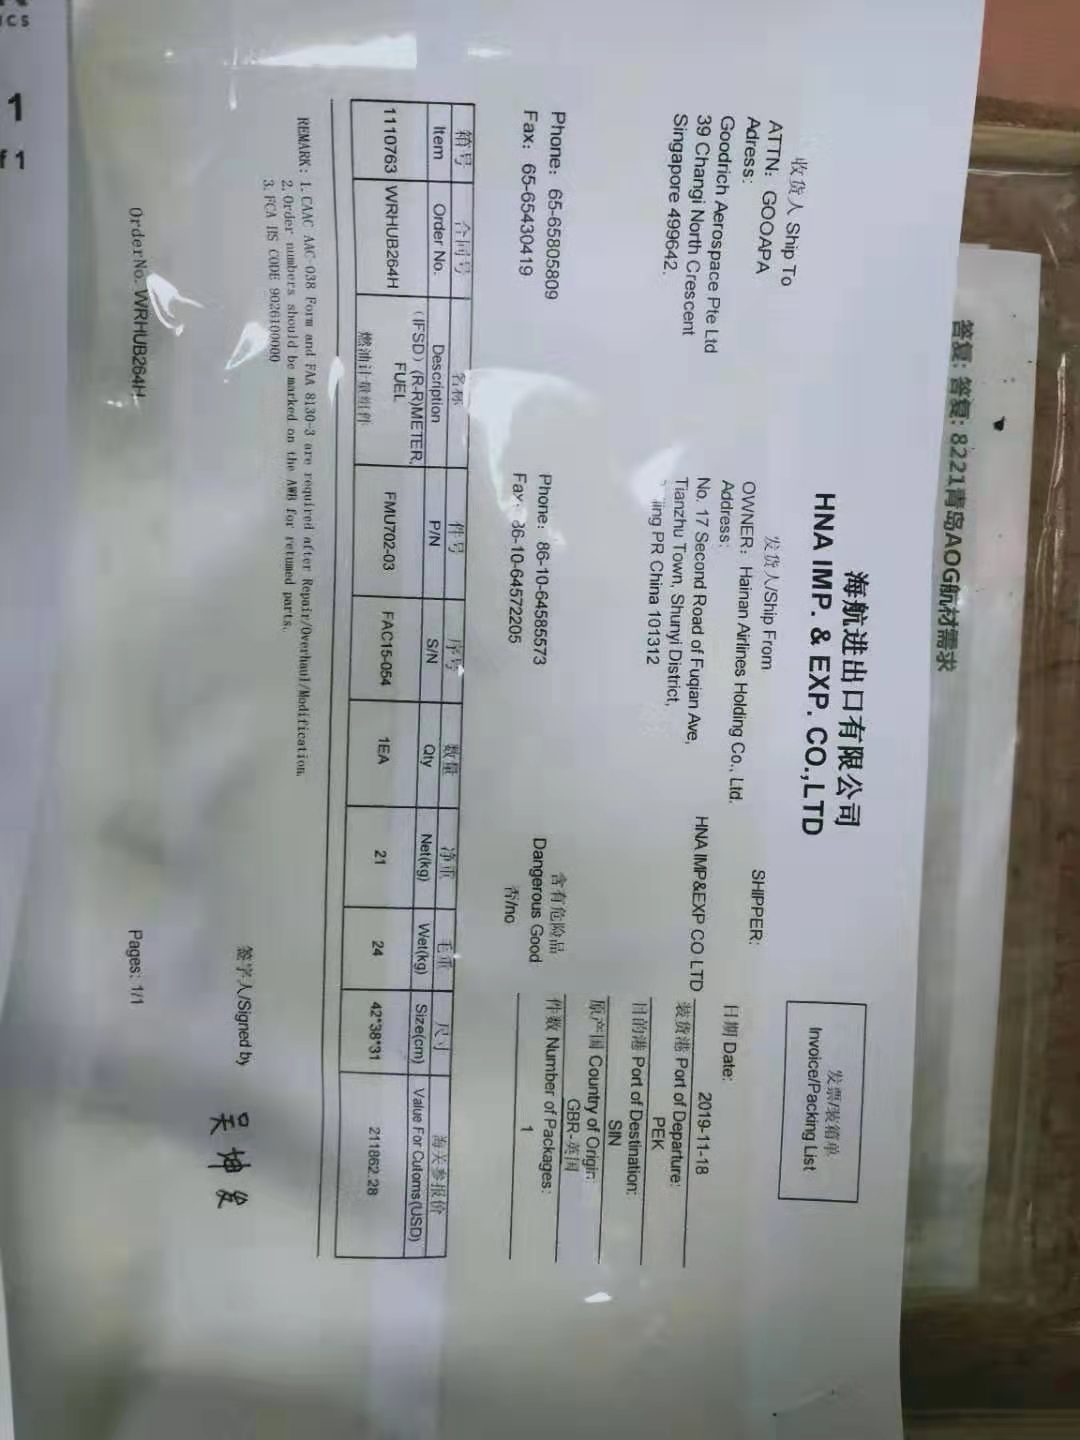 答复: 答复: 8221青岛AOG航材需求
海航进出口有限公司
HNA IMP. & EXP. CO.,LTD
发票/装箱单
Invoice/Packing List
收货人 Ship To
ATTN: GOOAPA
Adress:
Goodrich Aerospace Pte Ltd
39 Changi North Crescent
Singapore 499642.
Phone: 65-65805809
Fax: 65-65430419
发货人/Ship From
OWNER: Hainan Airlines Holding Co., Ltd.
Address:
No. 17 Second Road of Fuqian Ave,
Tianzhu Town, Shunyi District,
PR China 101312
Phone: 86-10-64585573
Fax: 86-10-64572205
SHIPPER:
HNA IMP&EXP CO LTD
含有危险品
Dangerous Good
否/no
日期 Date:
2019-11-18
装货港 Port of Departure:
PEK
目的港 Port of Destination:
SIN
原产国 Country of Origin:
GBR-英国
件数 Number of Packages:
1
箱号 合同号 名称 件号 序号 数量 净重 毛重 尺寸 海关参报价
Item Order No. Description P/N S/N Qty Net(kg) Wet(kg) Size(cm) Value For Cutoms(USD)
1110763 WRHUB264H (IFSD) (R-R)METER, FMU702-03 FAC15-054 1EA 21 24 42*38*31 211862.28
FUEL
燃油计量组件
REMARK: 1. CAAC AAC-038 Form and FAA 8130-3 are required after Repair/Overhaul/Modification.
2. Order numbers should be marked on the AWB for retumed parts.
3. FCA HS CODE 9026100000
签字人/Signed by
吴坤发
Order No. WRHUB264H
Pages: 1/1
ICS
1
f 1